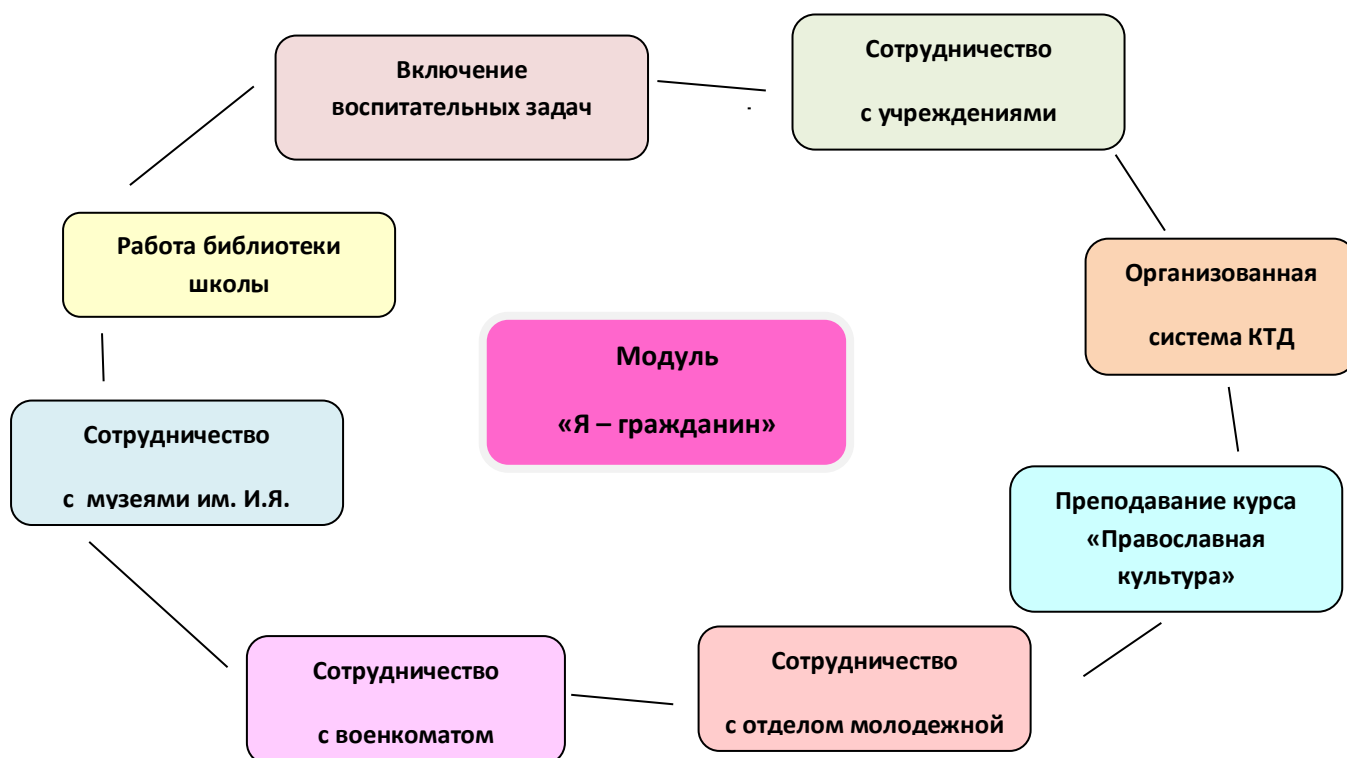 Включение
воспитательных задач
Сотрудничество
с учреждениями
Организованная
система КТД
Преподавание курса
«Православная
культура»
Сотрудничество
с отделом молодежной
Сотрудничество
с военкоматом
Сотрудничество
с музеями им. И.Я.
Работа библиотеки
школы
Модуль
«Я – гражданин»